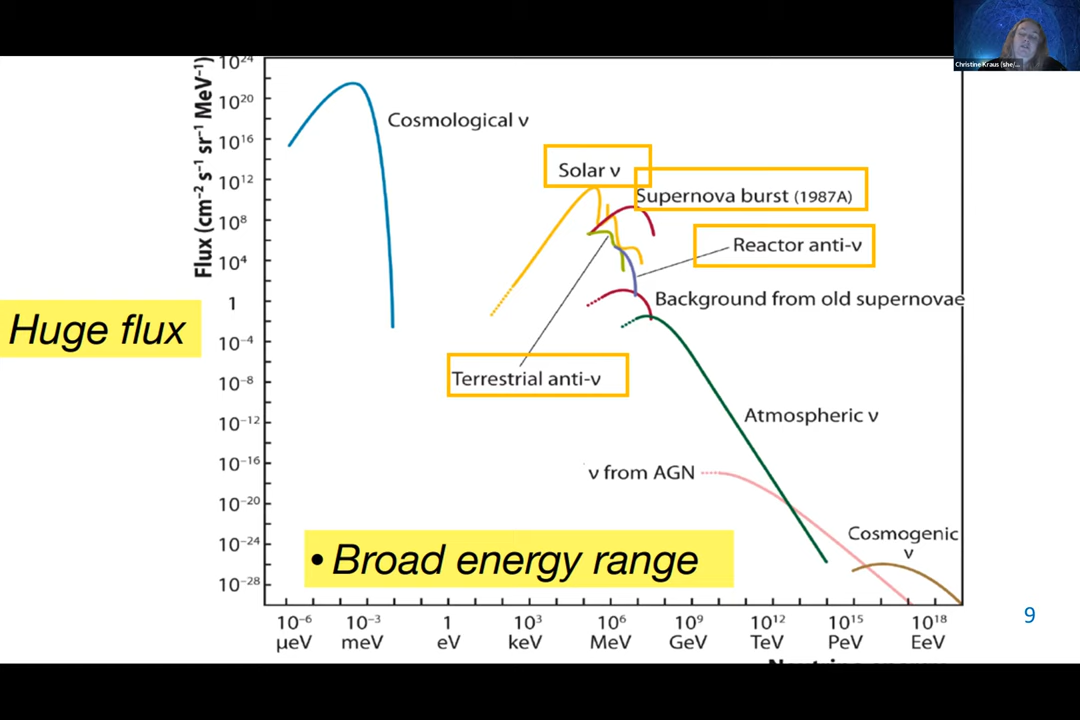 Christine Kraus (she/...
Flux (cm⁻² s⁻¹ sr⁻¹ MeV⁻¹)
10²⁴
10²⁰
10¹⁶
10¹²
10⁸
10⁴
1
10⁻⁴
10⁻⁸
10⁻¹²
10⁻¹⁶
10⁻²⁰
10⁻²⁴
10⁻²⁸
Cosmological ν
Solar ν
Supernova burst (1987A)
Reactor anti-ν
Background from old supernovae
Terrestrial anti-ν
Atmospheric ν
ν from AGN
Cosmogenic
ν
Huge flux
• Broad energy range
10⁻⁶ 10⁻³ 1 10³ 10⁶ 10⁹ 10¹² 10¹⁵ 10¹⁸
μeV meV eV keV MeV GeV TeV PeV EeV
9